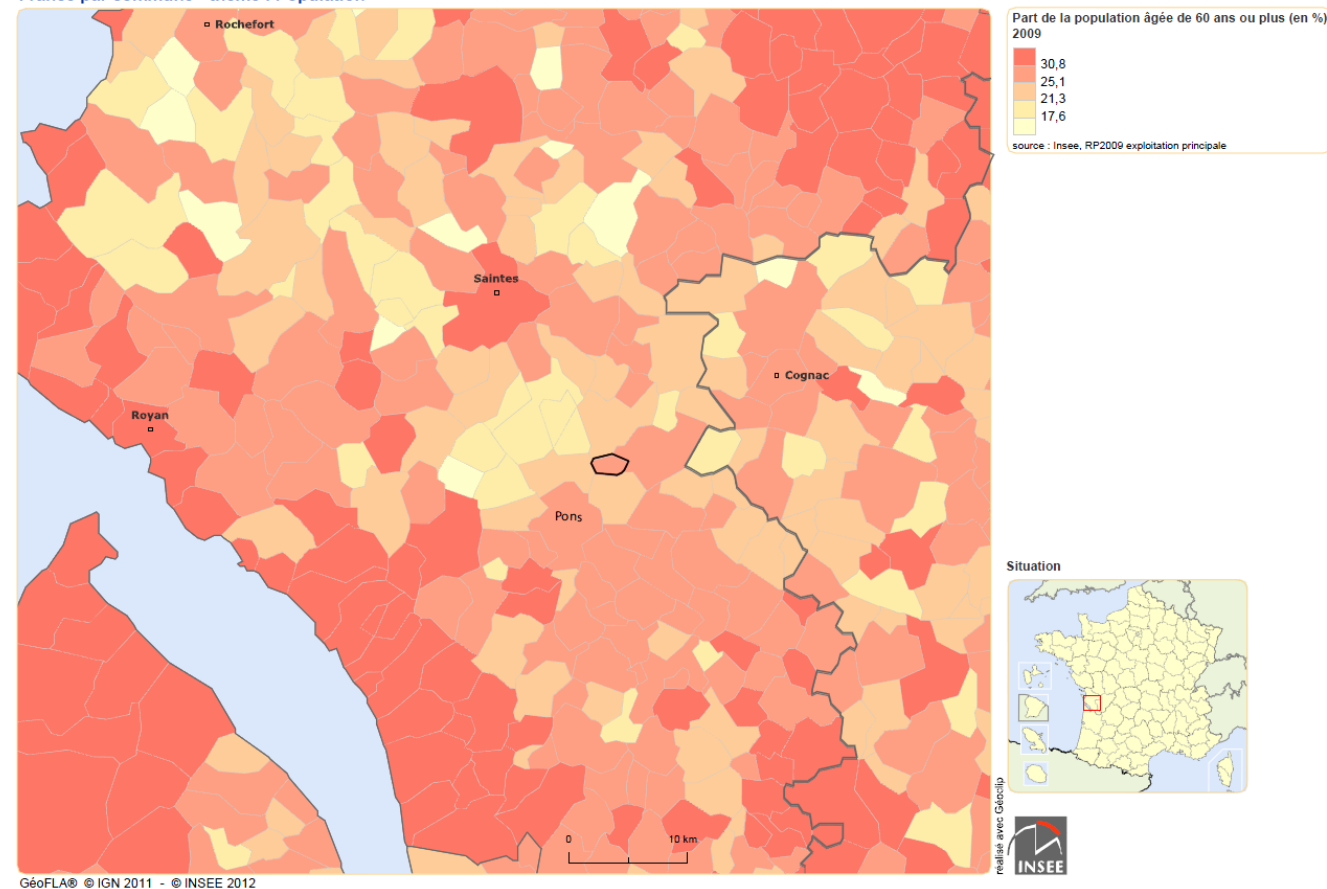 Rochefort
Saintes
Cognac
Royan
Pons
0 10 km
Part de la population âgée de 60 ans ou plus (en %)
2009
30,8
25,1
21,3
17,6
source : Insee, RP2009 exploitation principale
Situation
réalisé avec Géoclip
INSEE
GéoFLA® © IGN 2011 - © INSEE 2012